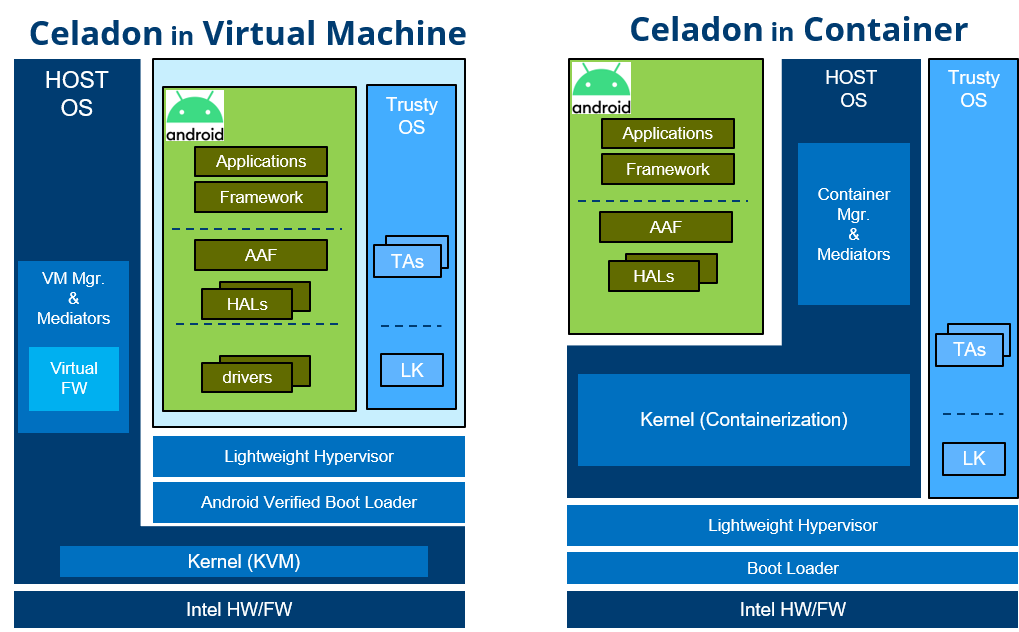 Celadon in Virtual Machine
HOST
OS
VM Mgr.
&
Mediators
Virtual
FW
android
Applications
Framework
AAF
HALs
drivers
Trusty
OS
TAs
LK
Lightweight Hypervisor
Android Verified Boot Loader
Kernel (KVM)
Intel HW/FW
Celadon in Container
android
Applications
Framework
AAF
HALs
HOST
OS
Container
Mgr.
&
Mediators
Kernel (Containerization)
Trusty
OS
TAs
LK
Lightweight Hypervisor
Boot Loader
Intel HW/FW